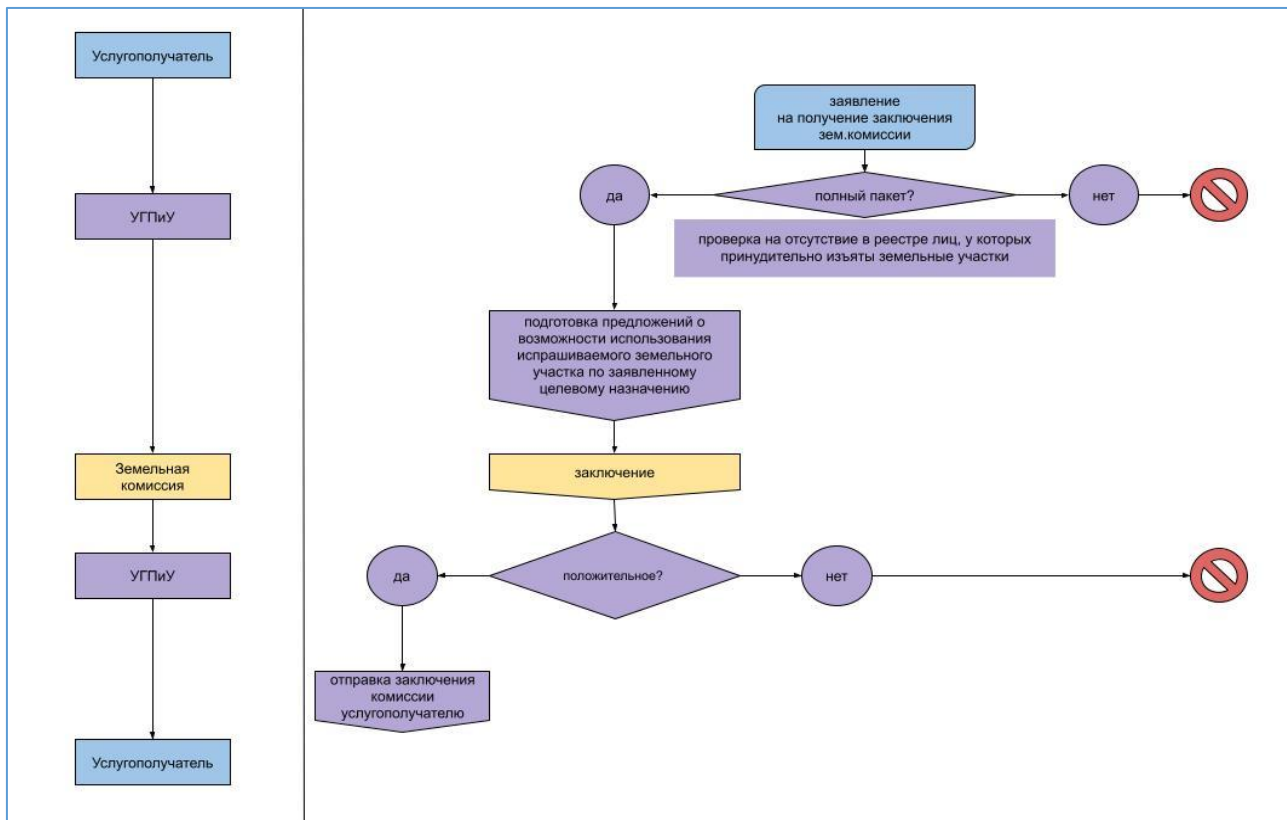 Услугополучатель
УГПиУ
Земельная
комиссия
УГПиУ
Услугополучатель
заявление
на получение заключения
зем.комиссии
да
полный пакет?
нет
проверка на отсутствие в реестре лиц, у которых
принудительно изъяты земельные участки
подготовка предложений о
возможности использования
испрашиваемого земельного
участка по заявленному
целевому назначению
заключение
да
положительное?
нет
отправка заключения
комиссии
услугополучателю